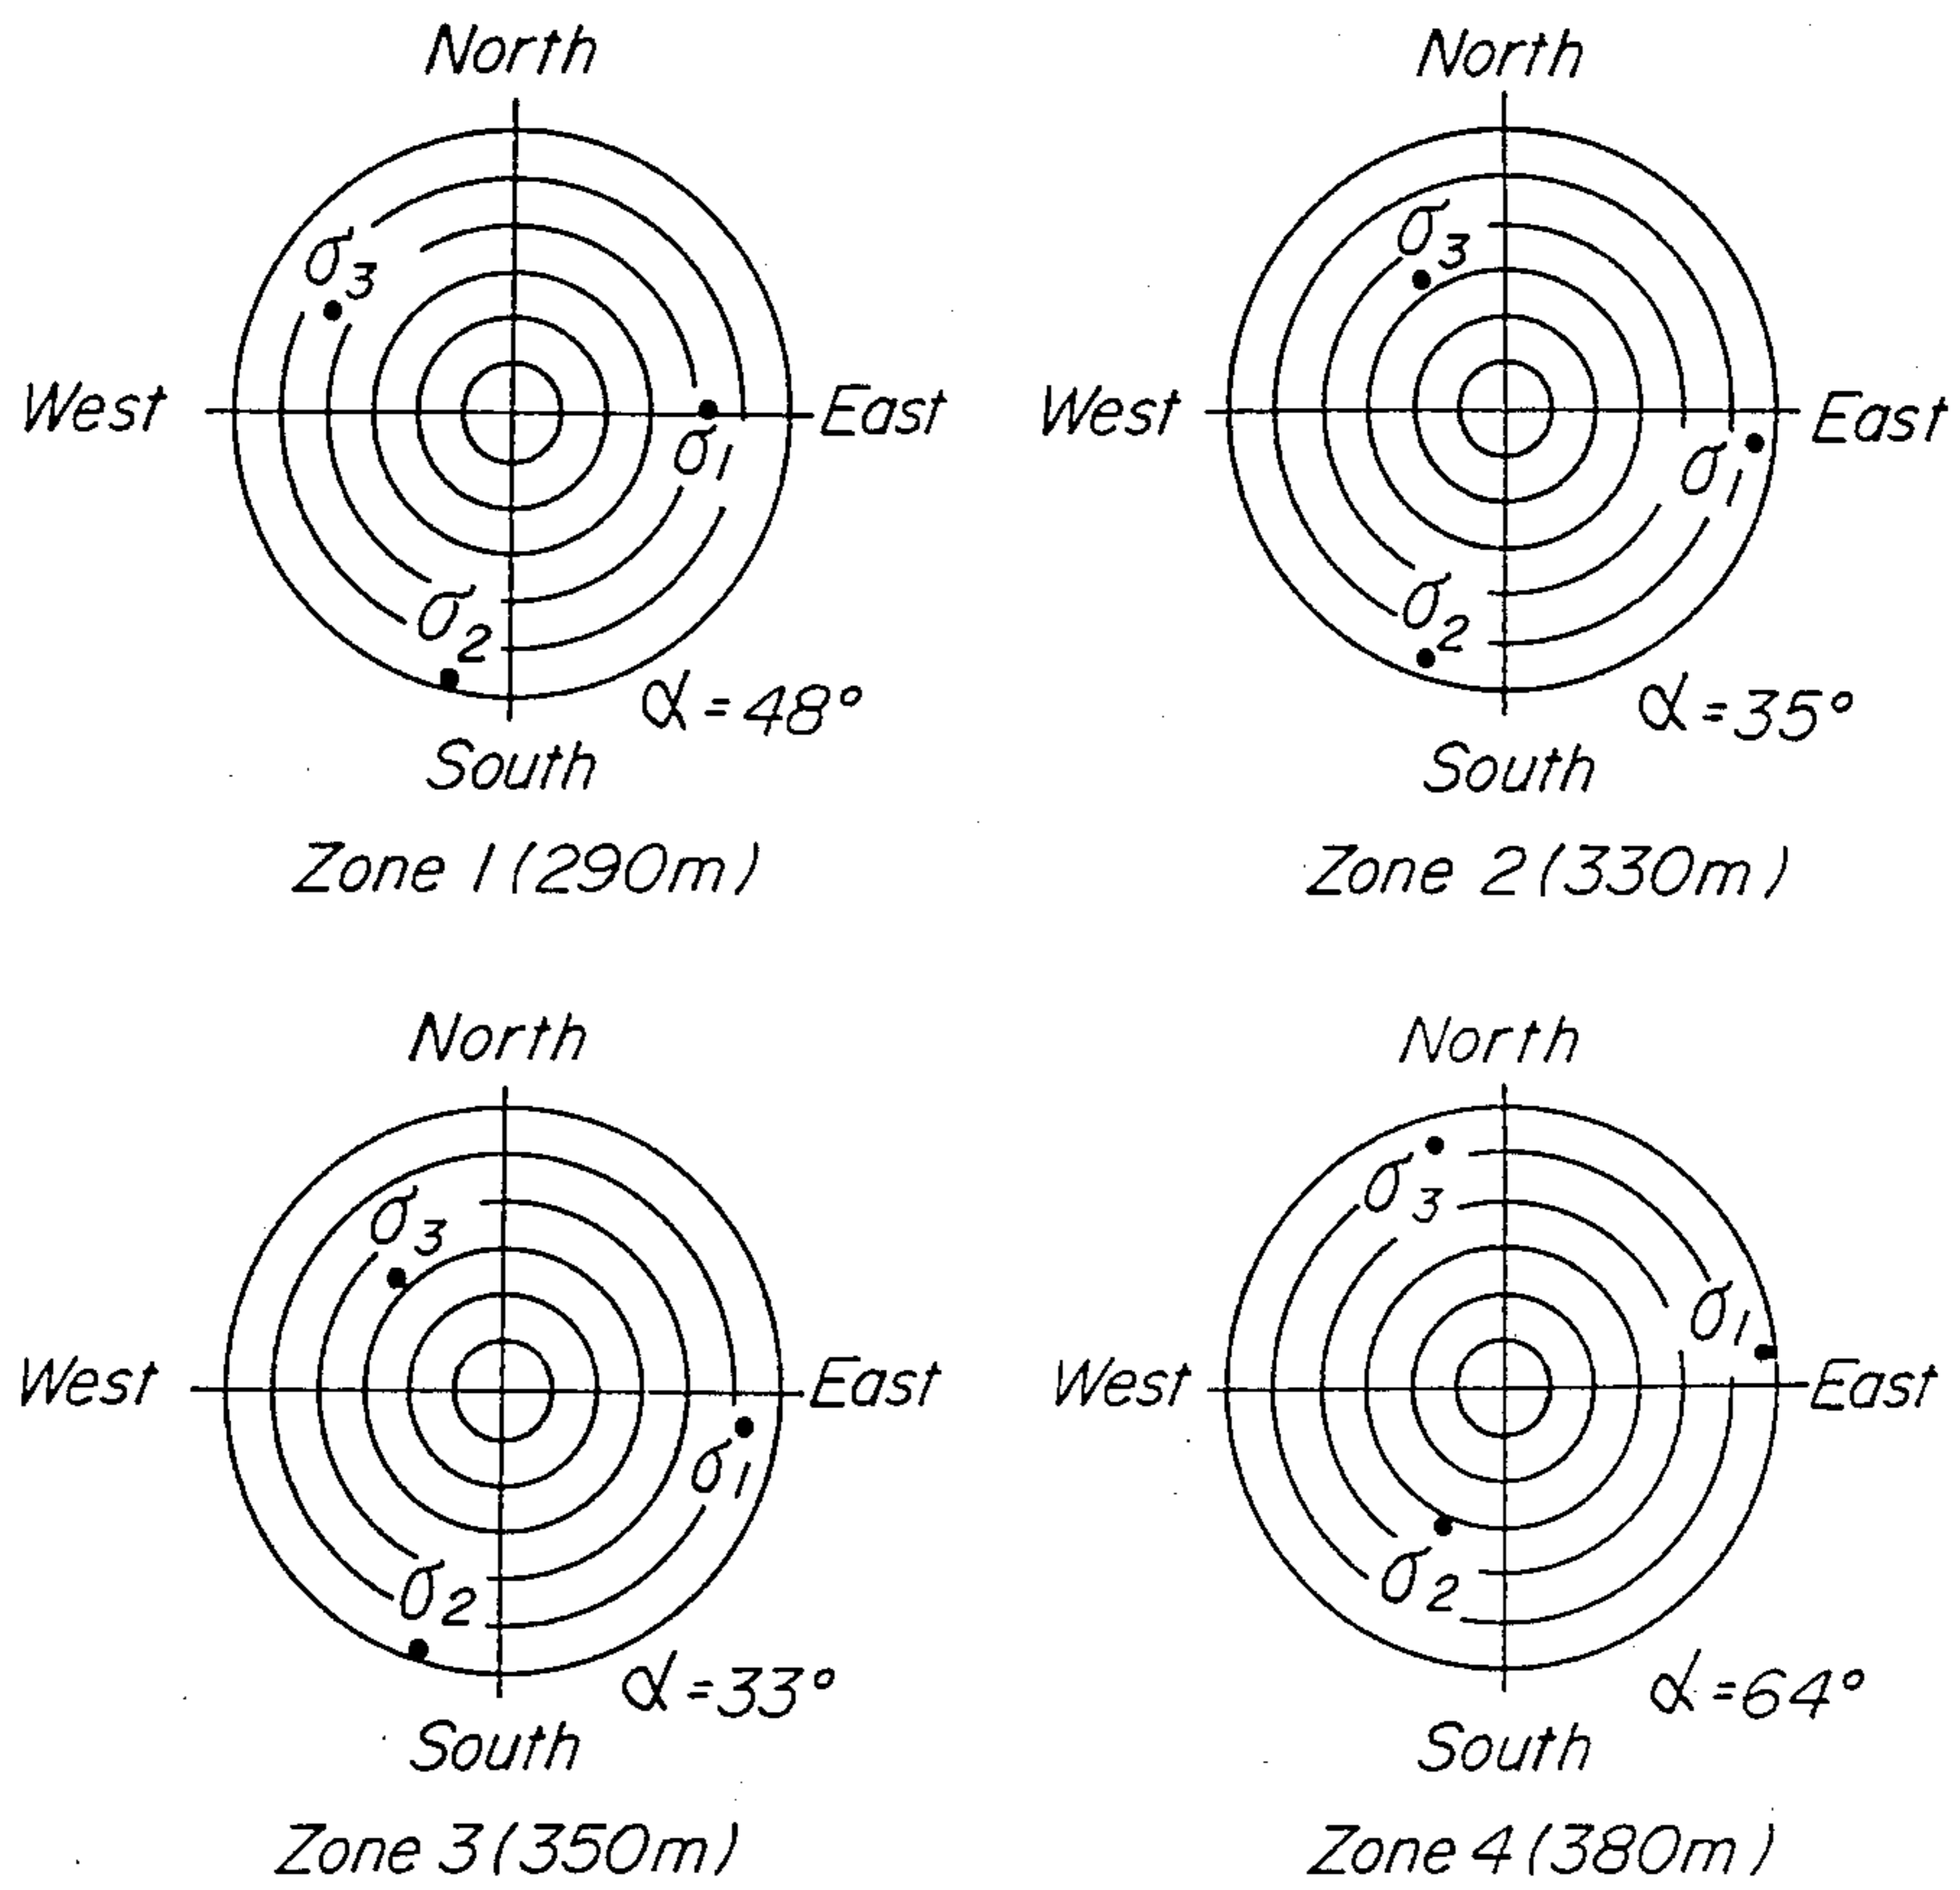 North
σ3
West
East
σ1
σ2
α=48°
South
Zone 1(290m)
North
σ3
West
East
σ1
σ2
α=35°
South
Zone 2(330m)
North
σ3
West
East
σ1
σ2
α=33°
South
Zone 3(350m)
North
σ3
σ1
West
East
σ2
α=64°
South
Zone 4(380m)